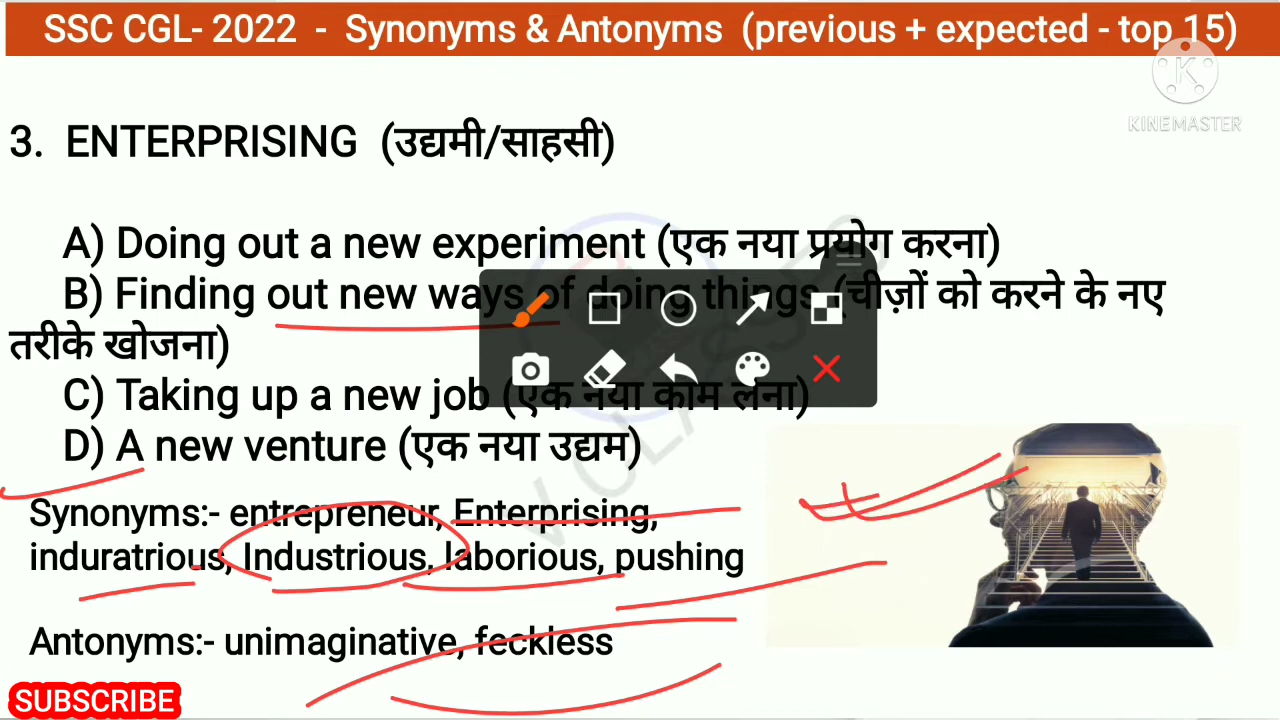 SSC CGL- 2022 - Synonyms & Antonyms (previous + expected - top 15)
KINEMASTER
3. ENTERPRISING (उद्यमी/साहसी)
A) Doing out a new experiment (एक नया प्रयोग करना)
B) Finding out new ways of doing things (चीज़ों को करने के नए
तरीके खोजना)
C) Taking up a new job (एक नया काम लेना)
D) A new venture (एक नया उद्यम)
Synonyms:- entrepreneur, Enterprising,
induratrious, Industrious, laborious, pushing
Antonyms:- unimaginative, feckless
SUBSCRIBE